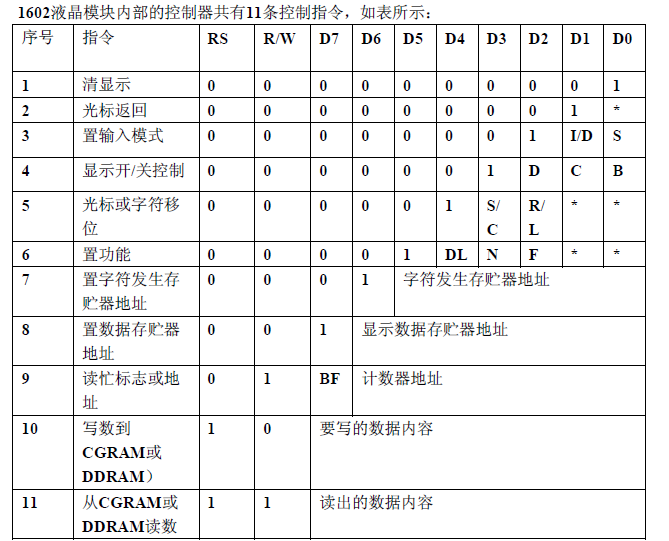 1602液晶模块内部的控制器共有11条控制指令，如表所示：
序号 指令 RS R/W D7 D6 D5 D4 D3 D2 D1 D0
1 清显示 0 0 0 0 0 0 0 0 0 1
2 光标返回 0 0 0 0 0 0 0 0 1 *
3 置输入模式 0 0 0 0 0 0 0 1 I/D S
4 显示开/关控制 0 0 0 0 0 0 1 D C B
5 光标或字符移 0 0 0 0 0 1 S/ R/ * *
位 C L
6 置功能 0 0 0 0 1 DL N F * *
7 置字符发生存 0 0 0 1 字符发生存贮器地址
贮器地址
8 置数据存贮器 0 0 1 显示数据存贮器地址
地址
9 读忙标志或地 0 1 BF 计数器地址
址
10 写数到 1 0 要写的数据内容
CGRAM或
DDRAM）
11 从CGRAM或 1 1 读出的数据内容
DDRAM读数